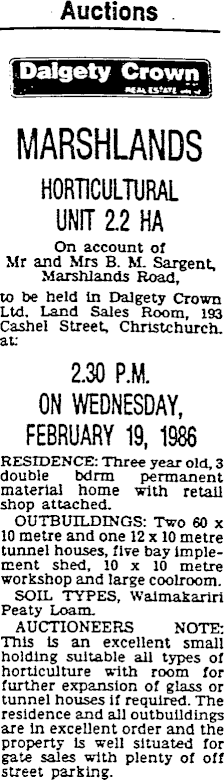 Auctions
Dalgety Crown
REAL ESTATE
MARSHLANDS
HORTICULTURAL
UNIT 2.2 HA
On account of
Mr and Mrs B. M. Sargent,
Marshlands Road,
to be held in Dalgety Crown
Ltd. Land Sales Room, 193
Cashel Street, Christchurch.
at:
2.30 P.M.
ON WEDNESDAY,
FEBRUARY 19, 1986
RESIDENCE: Three year old, 3
double bdrm permanent
material home with retail
shop attached.
OUTBUILDINGS: Two 60 x
10 metre and one 12 x 10 metre
tunnel houses, five bay imple-
ment shed, 10 x 10 metre
workshop and large coolroom.
SOIL TYPES, Waimakariri
Peaty Loam.
AUCTIONEERS NOTE:
This is an excellent small
holding suitable all types of
horticulture with room for
further expansion of glass or
tunnel houses if required. The
residence and all outbuildings
are in excellent order and the
property is well situated for
gate sales with plenty of off
street parking.